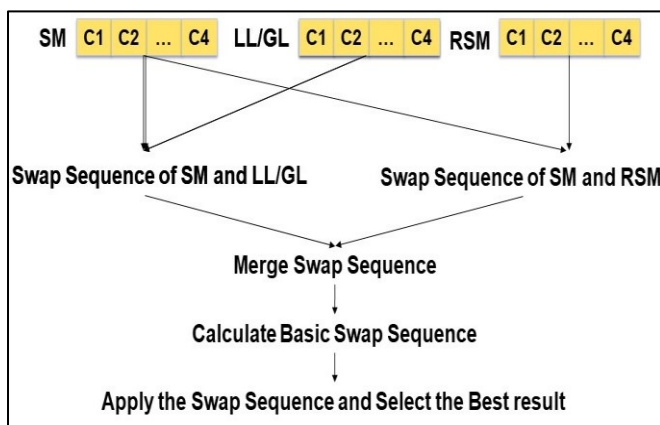 SM C1 C2 ... C4 LL/GL C1 C2 ... C4 RSM C1 C2 ... C4
Swap Sequence of SM and LL/GL Swap Sequence of SM and RSM
Merge Swap Sequence
Calculate Basic Swap Sequence
Apply the Swap Sequence and Select the Best result